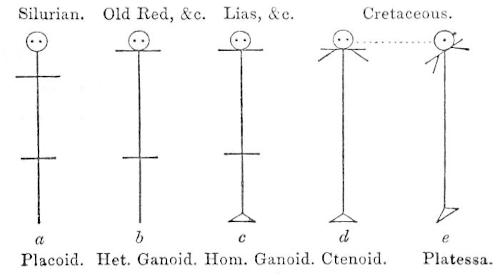 Silurian. Old Red, &c. Lias, &c. Cretaceous.
a b c d e
Placoid. Het. Ganoid. Hom. Ganoid. Ctenoid. Platessa.